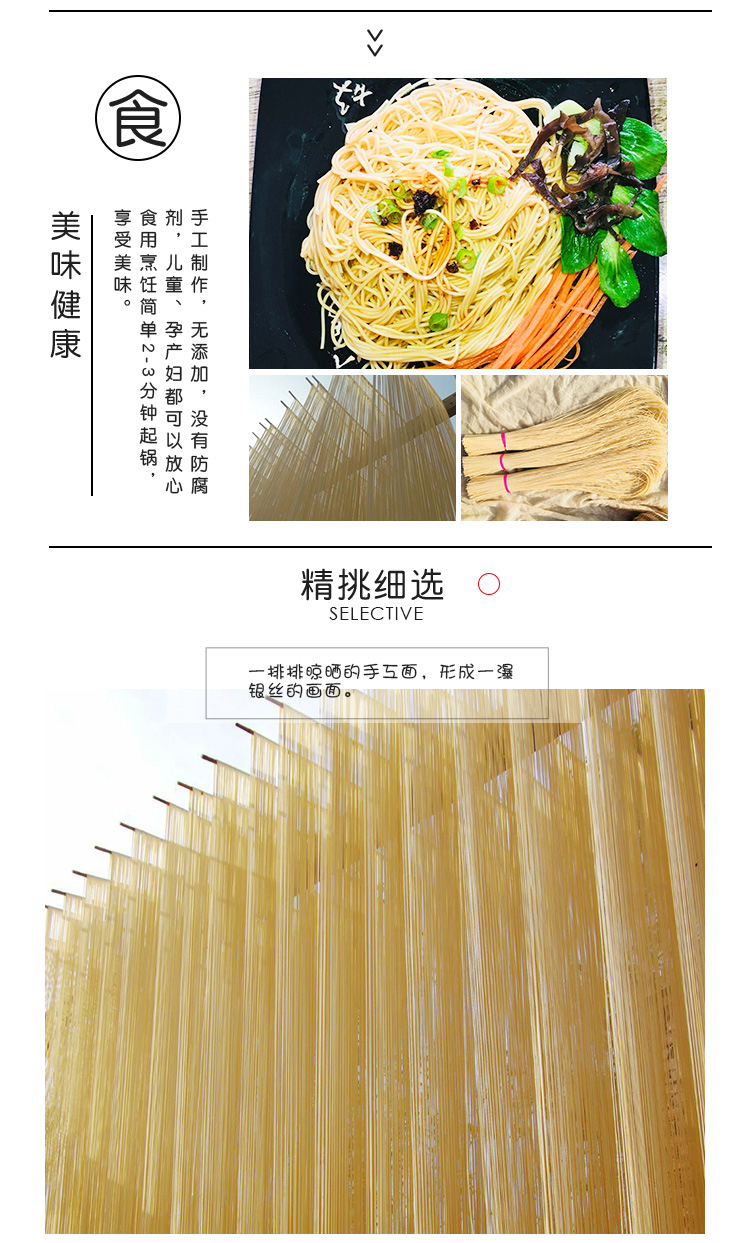 食
美味健康
手工制作，无添加，没有防腐
剂，儿童、孕产妇都可以放心
食用烹饪简单2-3分钟起锅，
享受美味。
精挑细选
SELECTIVE
一排排晾晒的手互面，形成一瀑
银丝的画面。